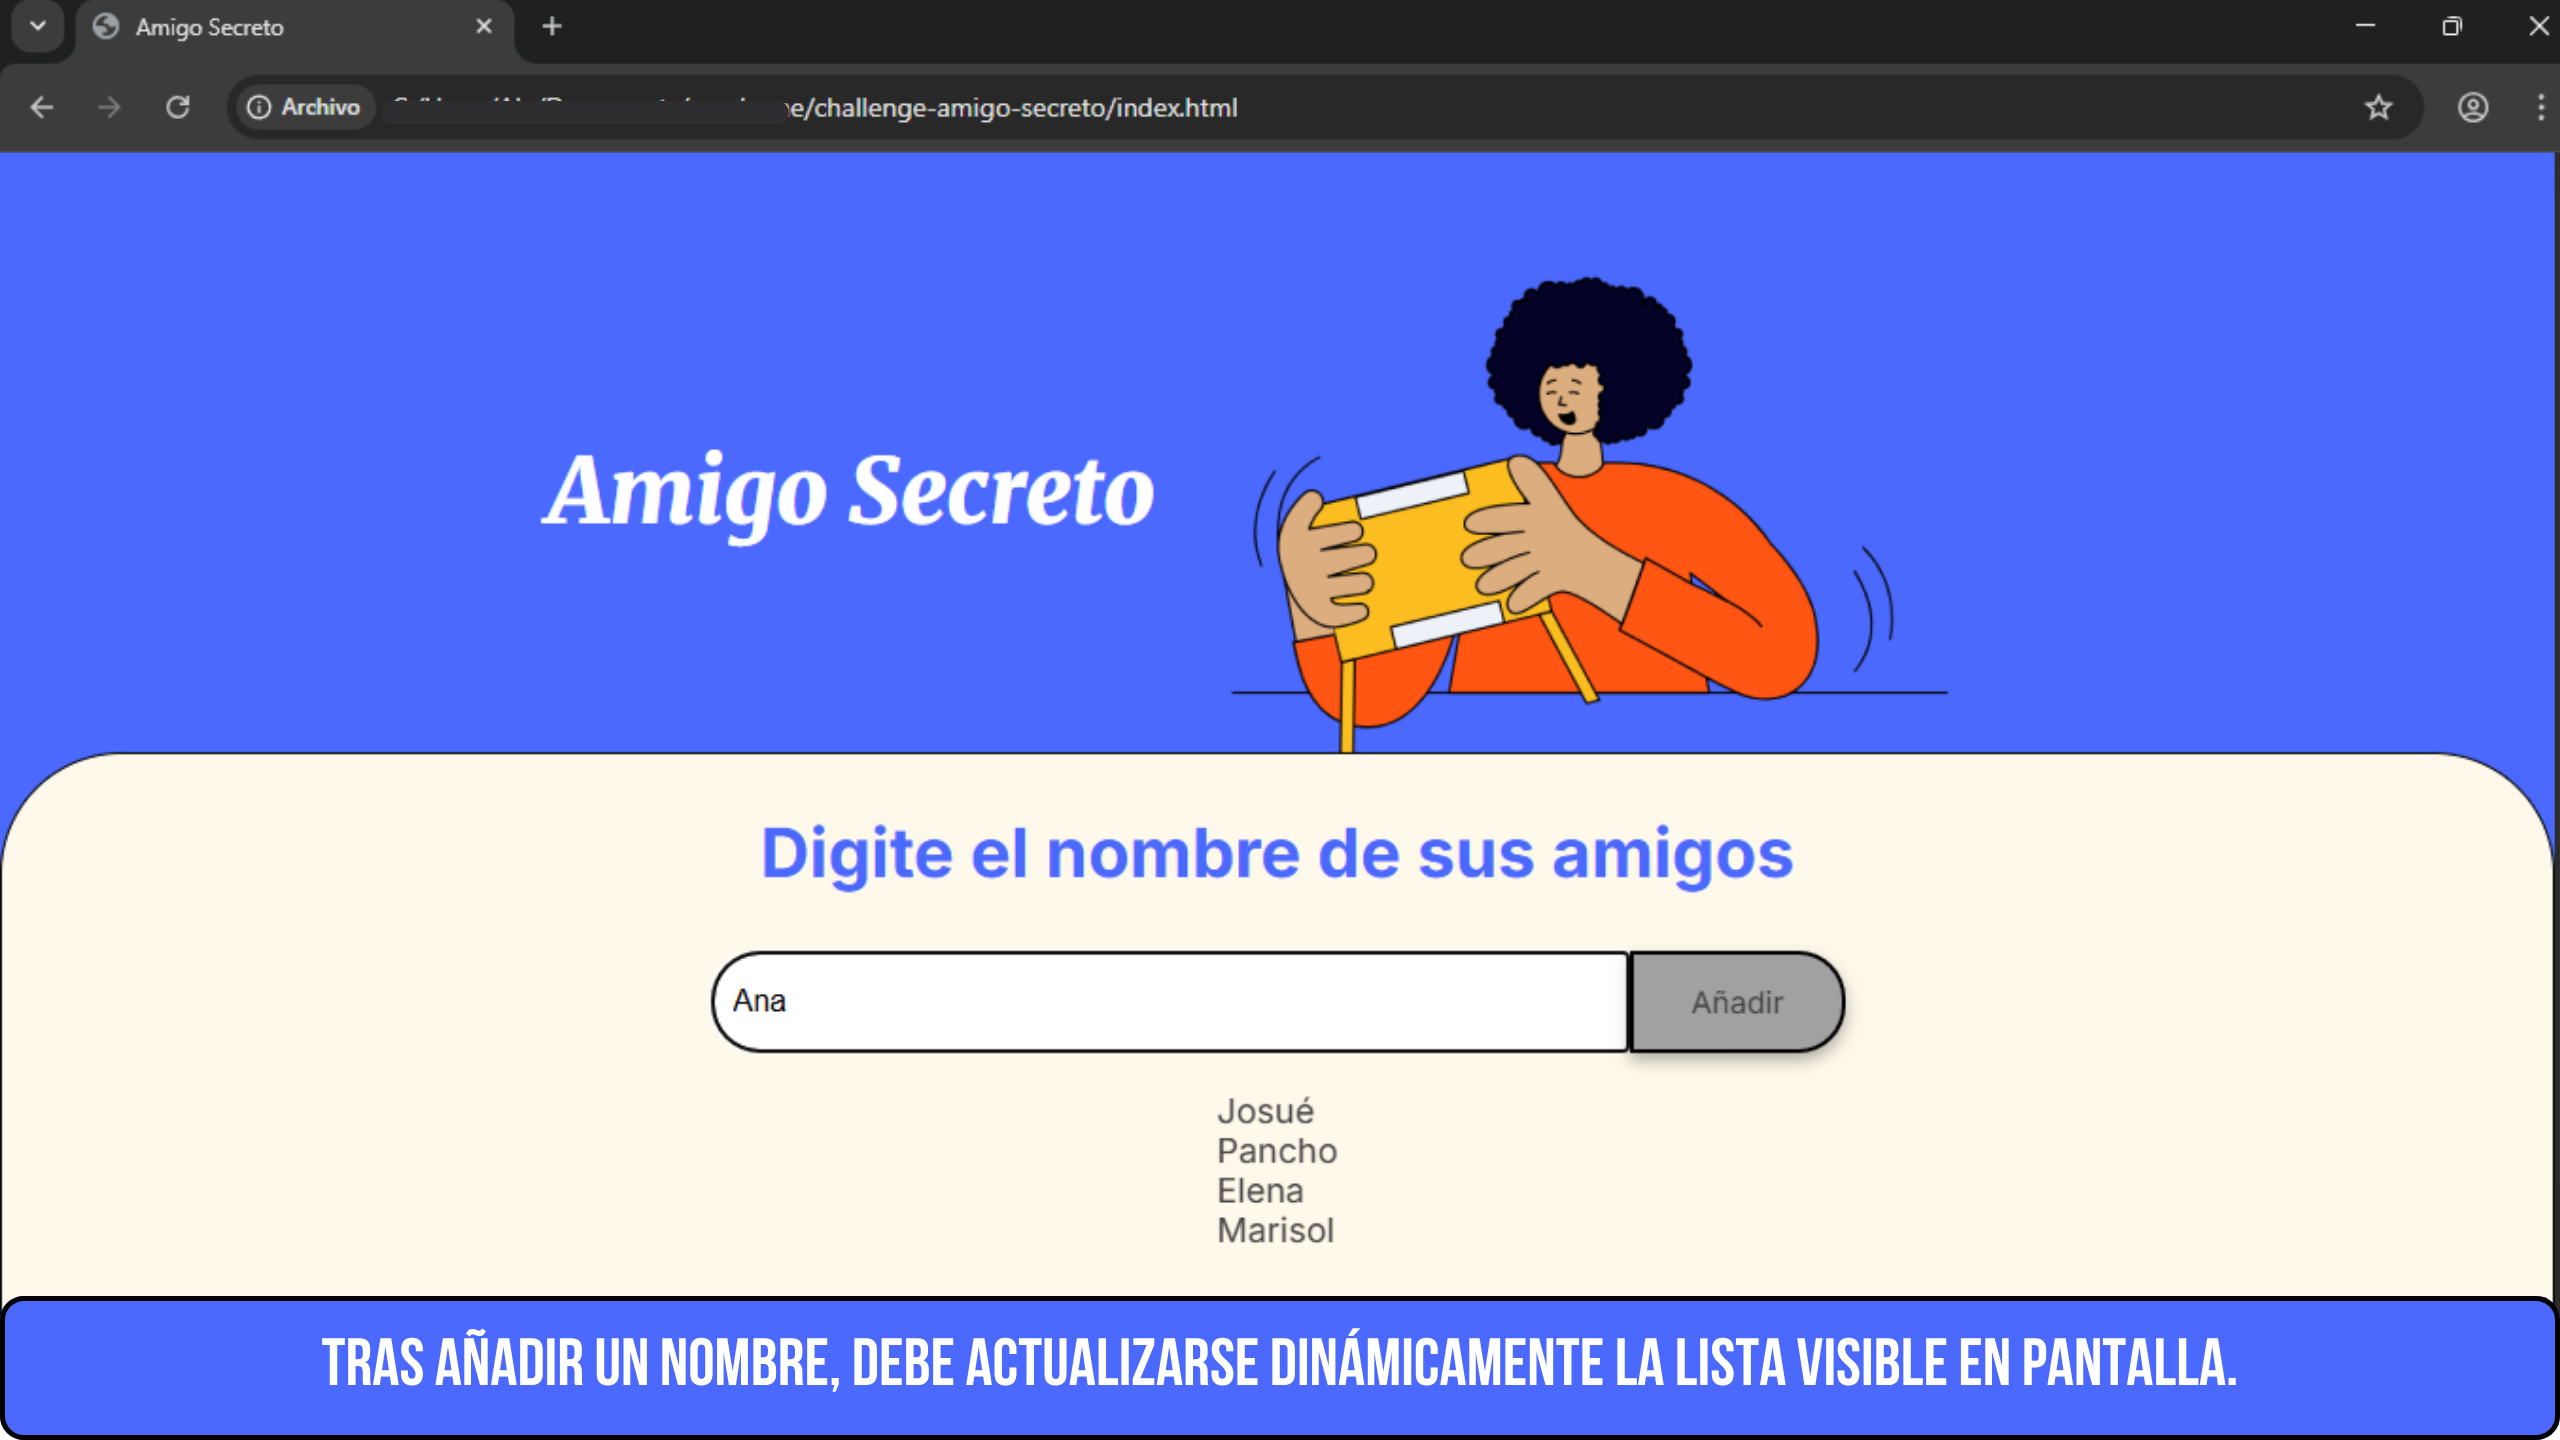 Amigo Secreto
Archivo e/challenge-amigo-secreto/index.html
Amigo Secreto
Digite el nombre de sus amigos
Ana Añadir
Josué
Pancho
Elena
Marisol
TRAS AÑADIR UN NOMBRE, DEBE ACTUALIZARSE DINÁMICAMENTE LA LISTA VISIBLE EN PANTALLA.